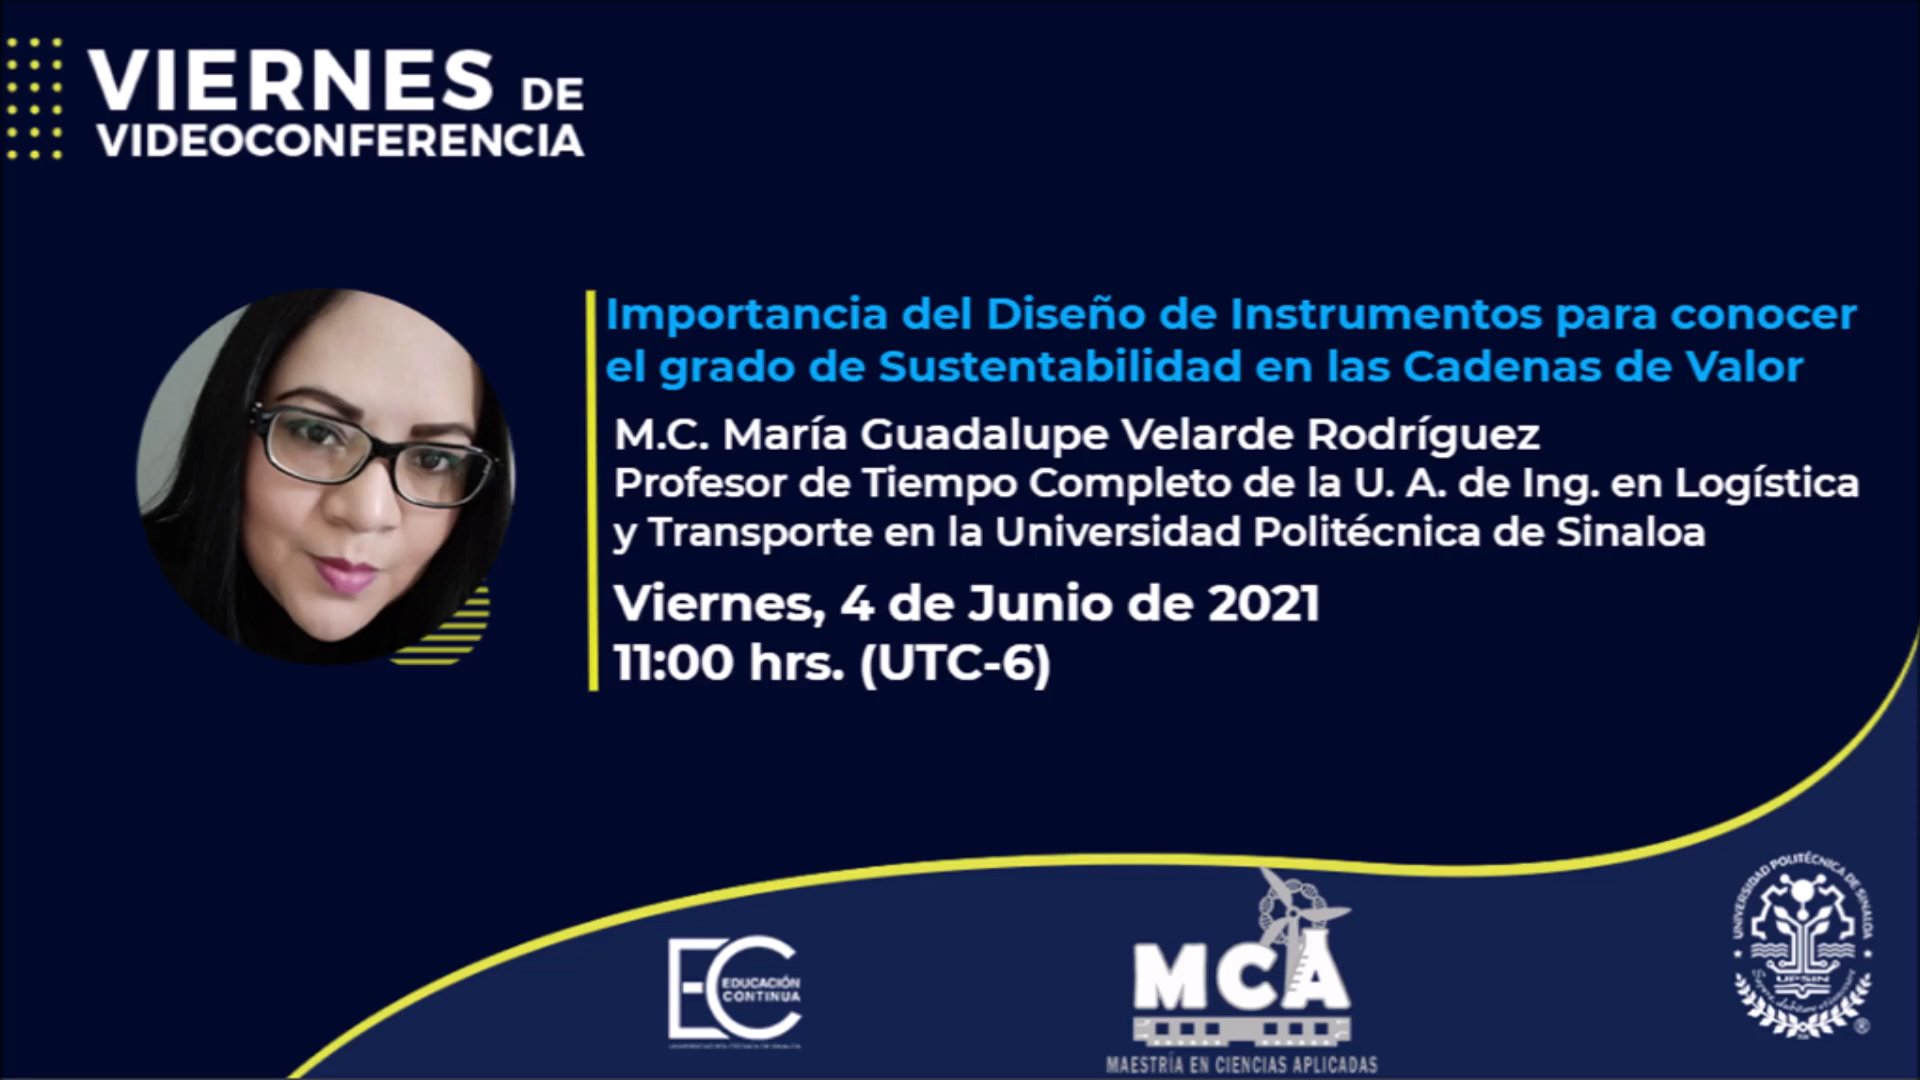 VIERNES DE
VIDEOCONFERENCIA
Importancia del Diseño de Instrumentos para conocer
el grado de Sustentabilidad en las Cadenas de Valor
M.C. María Guadalupe Velarde Rodríguez
Profesor de Tiempo Completo de la U. A. de Ing. en Logística
y Transporte en la Universidad Politécnica de Sinaloa
Viernes, 4 de Junio de 2021
11:00 hrs. (UTC-6)
EC
EDUCACIÓN
CONTINUA
MCA
MAESTRÍA EN CIENCIAS APLICADAS
UNIVERSIDAD POLITÉCNICA DE SINALOA
UPSIN
®